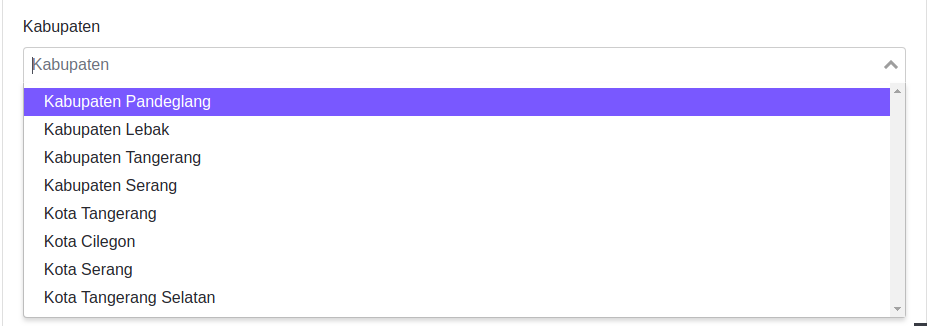 Kabupaten
Kabupaten
Kabupaten Pandeglang
Kabupaten Lebak
Kabupaten Tangerang
Kabupaten Serang
Kota Tangerang
Kota Cilegon
Kota Serang
Kota Tangerang Selatan